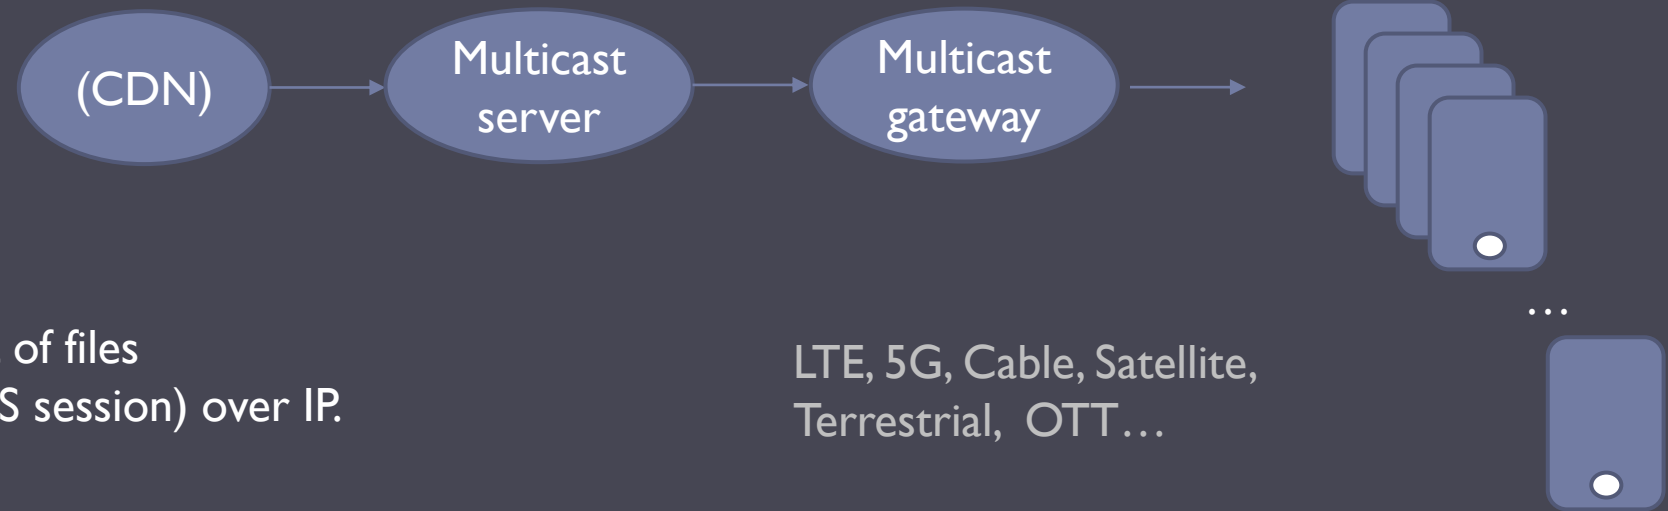 (CDN)
Multicast
server
Multicast
gateway
…
of files
S session) over IP.
LTE, 5G, Cable, Satellite,
Terrestrial, OTT…